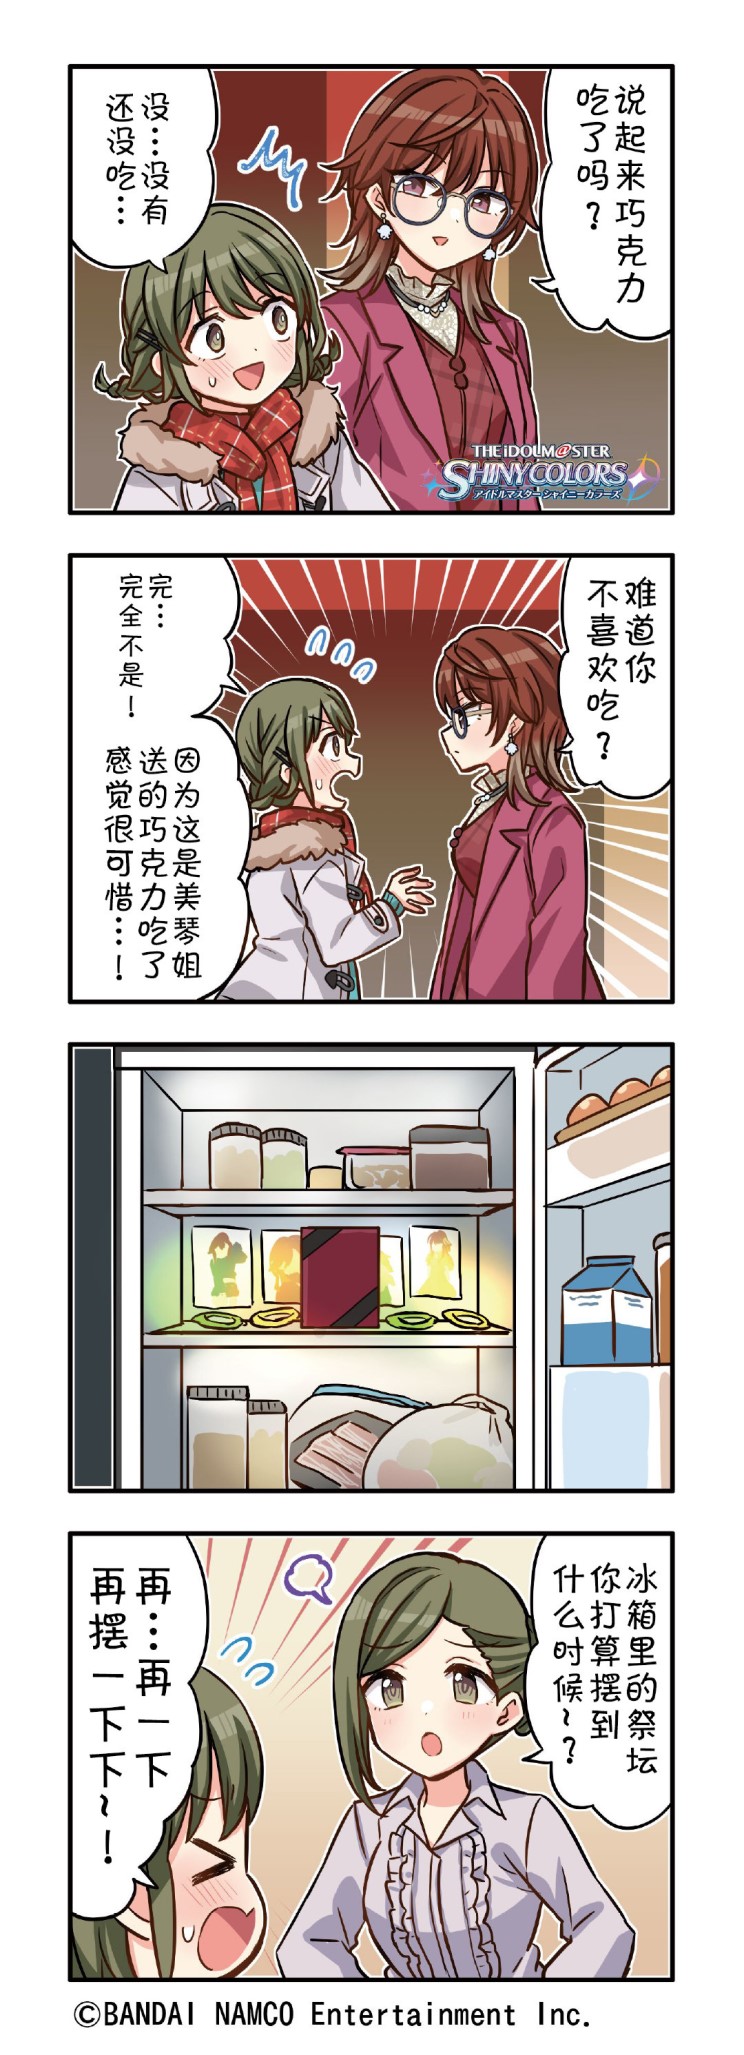 说起来巧克力
吃了吗？
没…没有
还没吃…
THE iDOLM@STER
SHINYCOLORS
アイドルマスターシャイニーカラーズ
难道你
不喜欢吃？
完…
完全不是！
因为这是美琴姐
送的巧克力吃了
感觉很可惜…！
冰箱里的祭坛
你打算摆到
什么时候～？
再…再一下
再摆一下下～！
©BANDAI NAMCO Entertainment Inc.